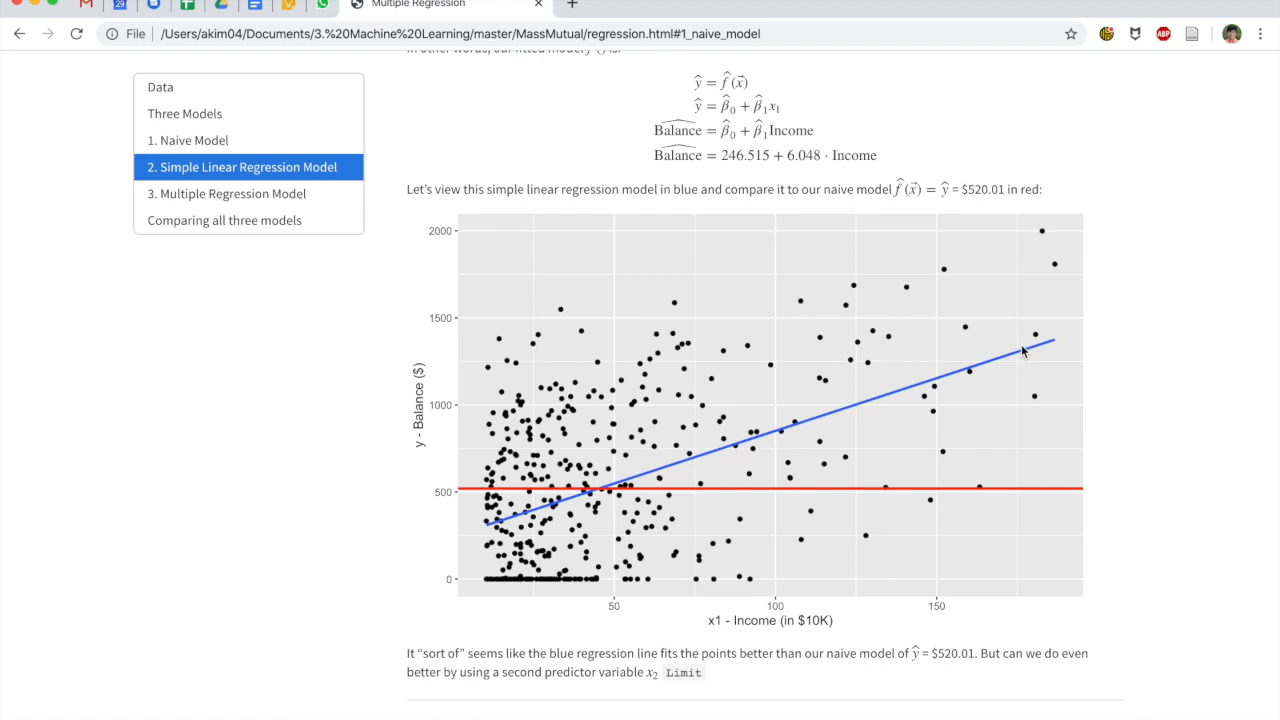 Multiple Regression
29
File /Users/akim04/Documents/3.%20Machine%20Learning/master/MassMutual/regression.html#1_naive_model
ABP
Data
Three Models
1. Naive Model
2. Simple Linear Regression Model
3. Multiple Regression Model
Comparing all three models
ŷ = f̂(x⃗)
ŷ = β̂₀ + β̂₁x₁
Balancê = β̂₀ + β̂₁Income
Balancê = 246.515 + 6.048 · Income
Let's view this simple linear regression model in blue and compare it to our naive model f̂(x⃗) = ŷ = $520.01 in red:
2000
1500
1000
500
0
y - Balance ($)
50 100 150
x1 - Income (in $10K)
It “sort of” seems like the blue regression line fits the points better than our naive model of ŷ = $520.01. But can we do even
better by using a second predictor variable x₂ Limit